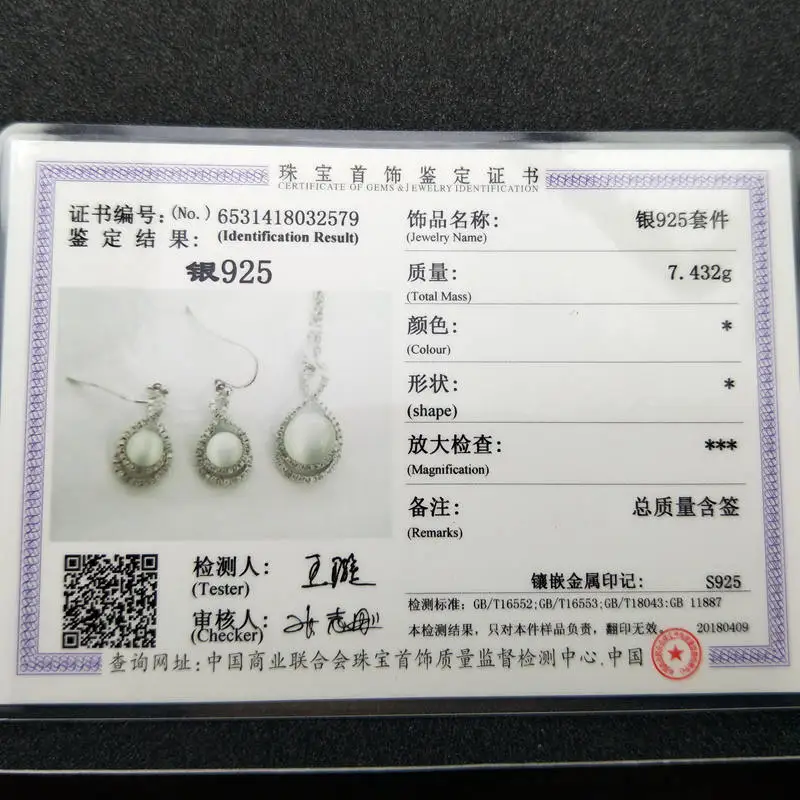 珠宝首饰鉴定证书
CERTIFICATE OF GEMS & JEWELRY IDENTIFICATION
证书编号:(No.) 6531418032579
鉴定结果: (Identification Result)
银925
检测人:
(Tester)
审核人:
(Checker)
饰品名称: 银925套件
(Jewelry Name)
质量: 7.432g
(Total Mass)
颜色: *
(Colour)
形状: *
(shape)
放大检查: ***
(Magnification)
备注: 总质量含签
(Remarks)
镶嵌金属印记: S925
检测标准: GB/T16552;GB/T16553;GB/T18043:GB 11887
本检测结果，只对本件样品负责，翻印无效。 20180409
查询网址:中国商业联合会珠宝首饰质量监督检测中心.中国